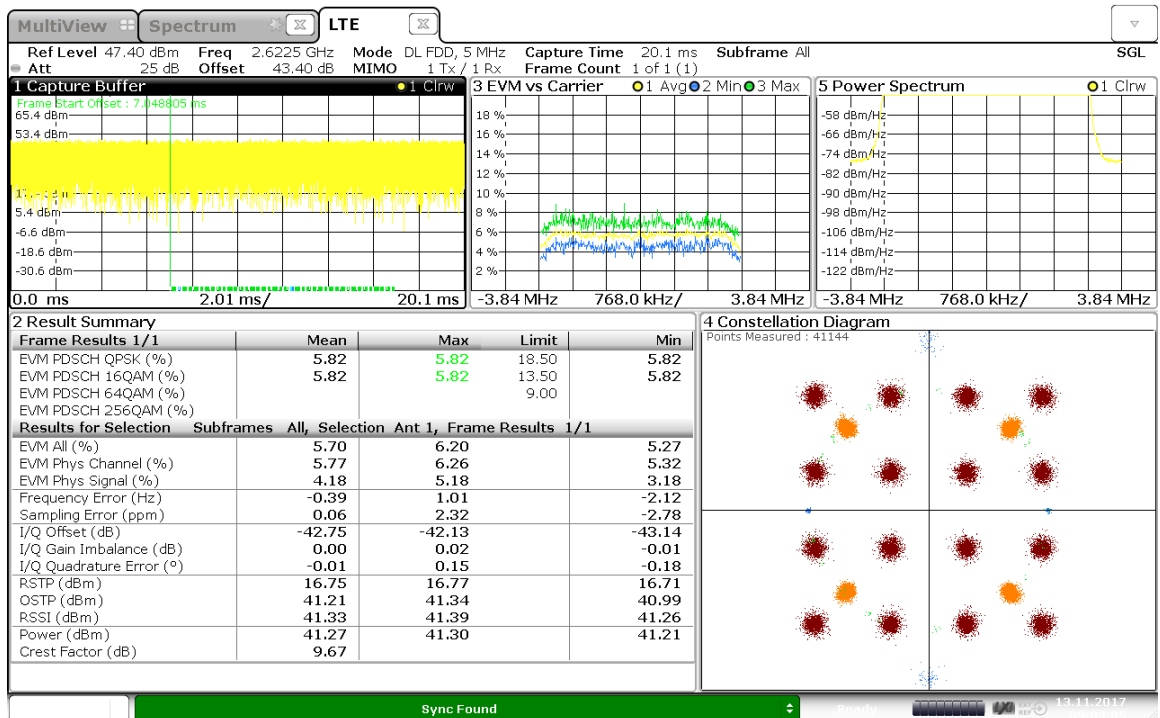 MultiView Spectrum LTE
Ref Level 47.40 dBm Freq 2.6225 GHz Mode DL FDD, 5 MHz Capture Time 20.1 ms Subframe All SGL
Att 25 dB Offset 43.40 dB MIMO 1 Tx / 1 Rx Frame Count 1 of 1 (1)
1 Capture Buffer 1 Clrw
Frame Start Offset : 7.048805 ms
65.4 dBm
53.4 dBm
5.4 dBm
-6.6 dBm
-18.6 dBm
-30.6 dBm
0.0 ms 2.01 ms/ 20.1 ms
3 EVM vs Carrier 1 Avg 2 Min 3 Max
18 %
16 %
14 %
12 %
10 %
8 %
6 %
4 %
2 %
-3.84 MHz 768.0 kHz/ 3.84 MHz
5 Power Spectrum 1 Clrw
-58 dBm/Hz
-66 dBm/Hz
-74 dBm/Hz
-82 dBm/Hz
-90 dBm/Hz
-98 dBm/Hz
-106 dBm/Hz
-114 dBm/Hz
-122 dBm/Hz
-3.84 MHz 768.0 kHz/ 3.84 MHz
2 Result Summary
Frame Results 1/1 Mean Max Limit Min
EVM PDSCH QPSK (%) 5.82 5.82 18.50 5.82
EVM PDSCH 16QAM (%) 5.82 5.82 13.50 5.82
EVM PDSCH 64QAM (%) 9.00
EVM PDSCH 256QAM (%)
Results for Selection Subframes All, Selection Ant 1, Frame Results 1/1
EVM All (%) 5.70 6.20 5.27
EVM Phys Channel (%) 5.77 6.26 5.32
EVM Phys Signal (%) 4.18 5.18 3.18
Frequency Error (Hz) -0.39 1.01 -2.12
Sampling Error (ppm) 0.06 2.32 -2.78
I/Q Offset (dB) -42.75 -42.13 -43.14
I/Q Gain Imbalance (dB) 0.00 0.02 -0.01
I/Q Quadrature Error (º) -0.01 0.15 -0.18
RSTP (dBm) 16.75 16.77 16.71
OSTP (dBm) 41.21 41.34 40.99
RSSI (dBm) 41.33 41.39 41.26
Power (dBm) 41.27 41.30 41.21
Crest Factor (dB) 9.67
4 Constellation Diagram
Points Measured : 41144
Sync Found Ready LXI EXT REF 13.11.2017